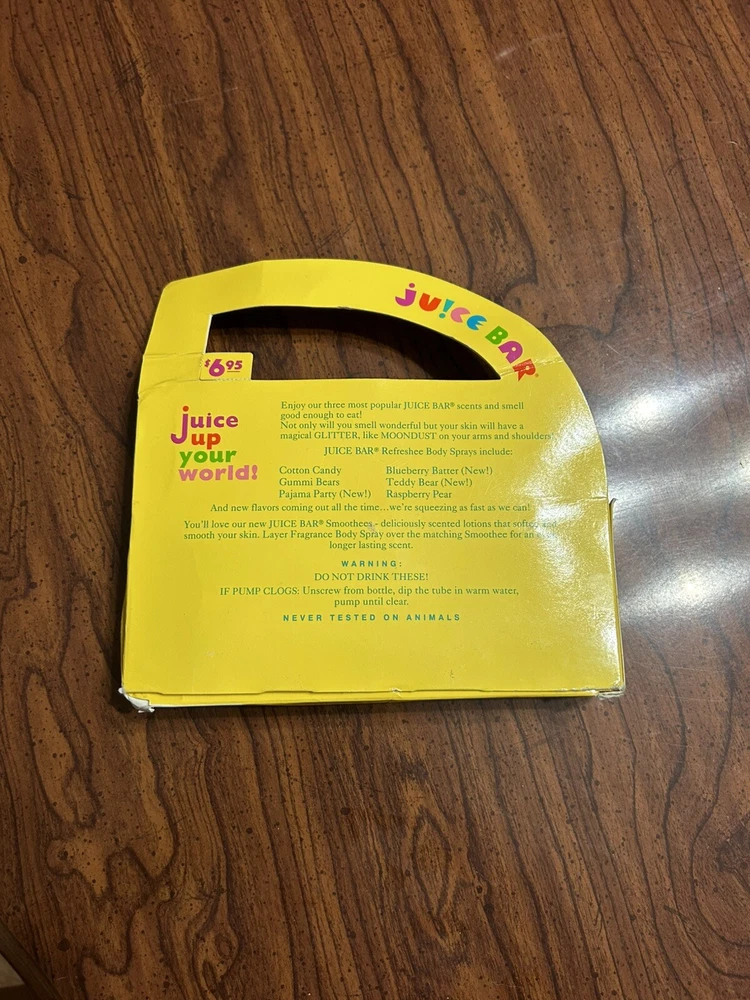 JU!CE BAR®
$6.95
juice
up
your
world!
Enjoy our three most popular JUICE BAR® scents and smell
good enough to eat!
Not only will you smell wonderful but your skin will have a
magical GLITTER, like MOONDUST on your arms and shoulders
JUICE BAR® Refreshee Body Sprays include:
Cotton Candy Blueberry Batter (New!)
Gummi Bears Teddy Bear (New!)
Pajama Party (New!) Raspberry Pear
And new flavors coming out all the time...we're squeezing as fast as we can!
You'll love our new JUICE BAR® Smoothees - deliciously scented lotions that soften and
smooth your skin. Layer Fragrance Body Spray over the matching Smoothee for an
longer lasting scent.
WARNING:
DO NOT DRINK THESE!
IF PUMP CLOGS: Unscrew from bottle, dip the tube in warm water,
pump until clear.
NEVER TESTED ON ANIMALS